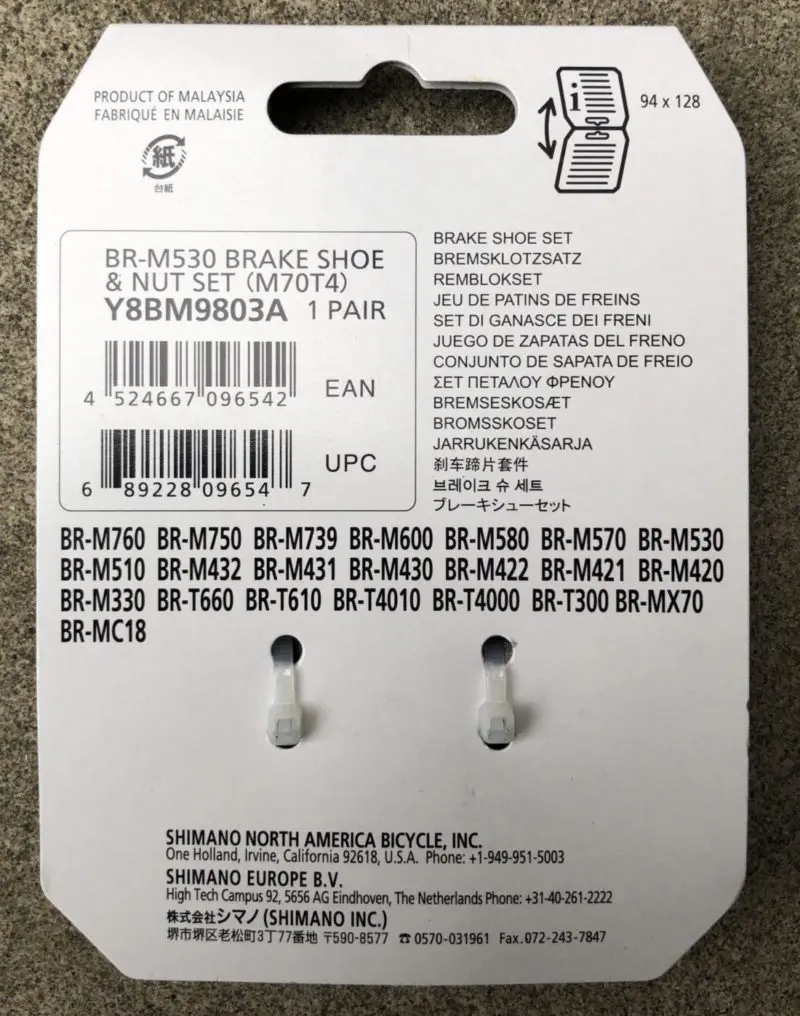 PRODUCT OF MALAYSIA
FABRIQUÉ EN MALAISIE
紙
台紙
i
94 x 128
BR-M530 BRAKE SHOE
& NUT SET (M70T4)
Y8BM9803A 1 PAIR
4 524667 096542
EAN
6 89228 09654 7
UPC
BRAKE SHOE SET
BREMSKLOTZSATZ
REMBLOKSET
JEU DE PATINS DE FREINS
SET DI GANASCE DEI FRENI
JUEGO DE ZAPATAS DEL FRENO
CONJUNTO DE SAPATA DE FREIO
ΣΕΤ ΠΕΤΑΛΟΥ ΦΡΕΝΟΥ
BREMSESKOSÆT
BROMSSKOSET
JARRUKENKÄSARJA
刹车蹄片套件
브레이크 슈 세트
ブレーキシューセット
BR-M760 BR-M750 BR-M739 BR-M600 BR-M580 BR-M570 BR-M530
BR-M510 BR-M432 BR-M431 BR-M430 BR-M422 BR-M421 BR-M420
BR-M330 BR-T660 BR-T610 BR-T4010 BR-T4000 BR-T300 BR-MX70
BR-MC18
SHIMANO NORTH AMERICA BICYCLE, INC.
One Holland, Irvine, California 92618, U.S.A. Phone: +1-949-951-5003
SHIMANO EUROPE B.V.
High Tech Campus 92, 5656 AG Eindhoven, The Netherlands Phone: +31-40-261-2222
株式会社シマノ (SHIMANO INC.)
堺市堺区老松町3丁77番地 〒590-8577 ☎ 0570-031961 Fax.072-243-7847